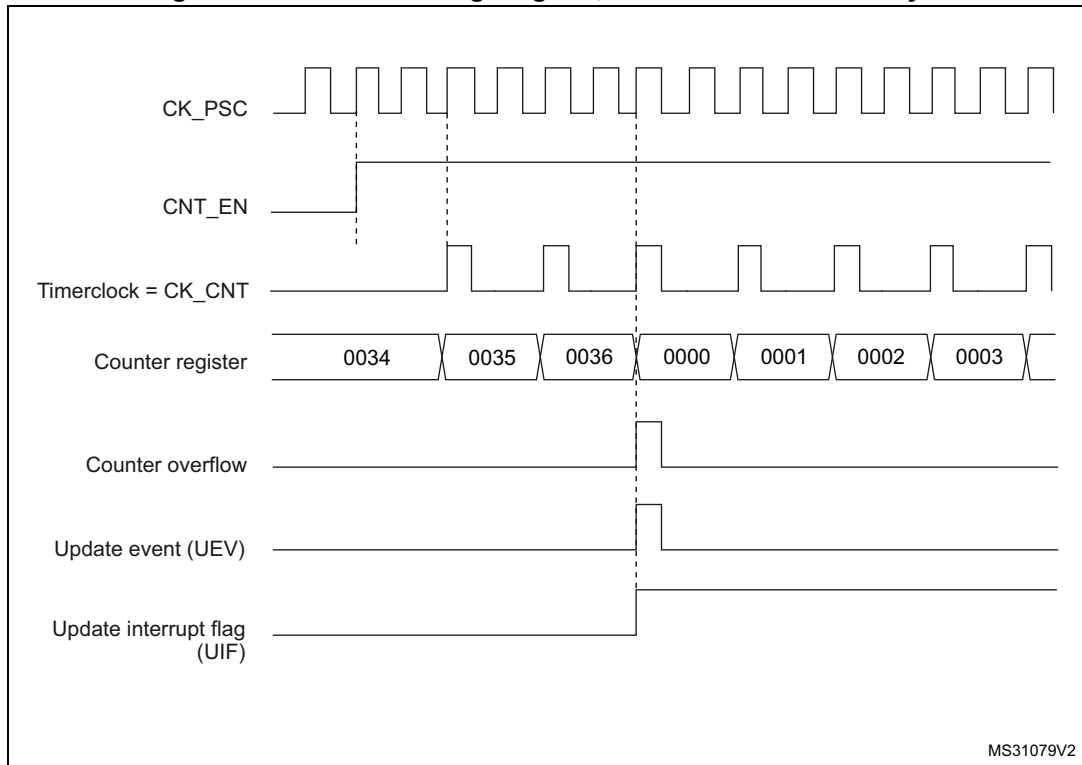 CK_PSC
CNT_EN
Timerclock = CK_CNT
Counter register
0034 0035 0036 0000 0001 0002 0003
Counter overflow
Update event (UEV)
Update interrupt flag
(UIF)
MS31079V2